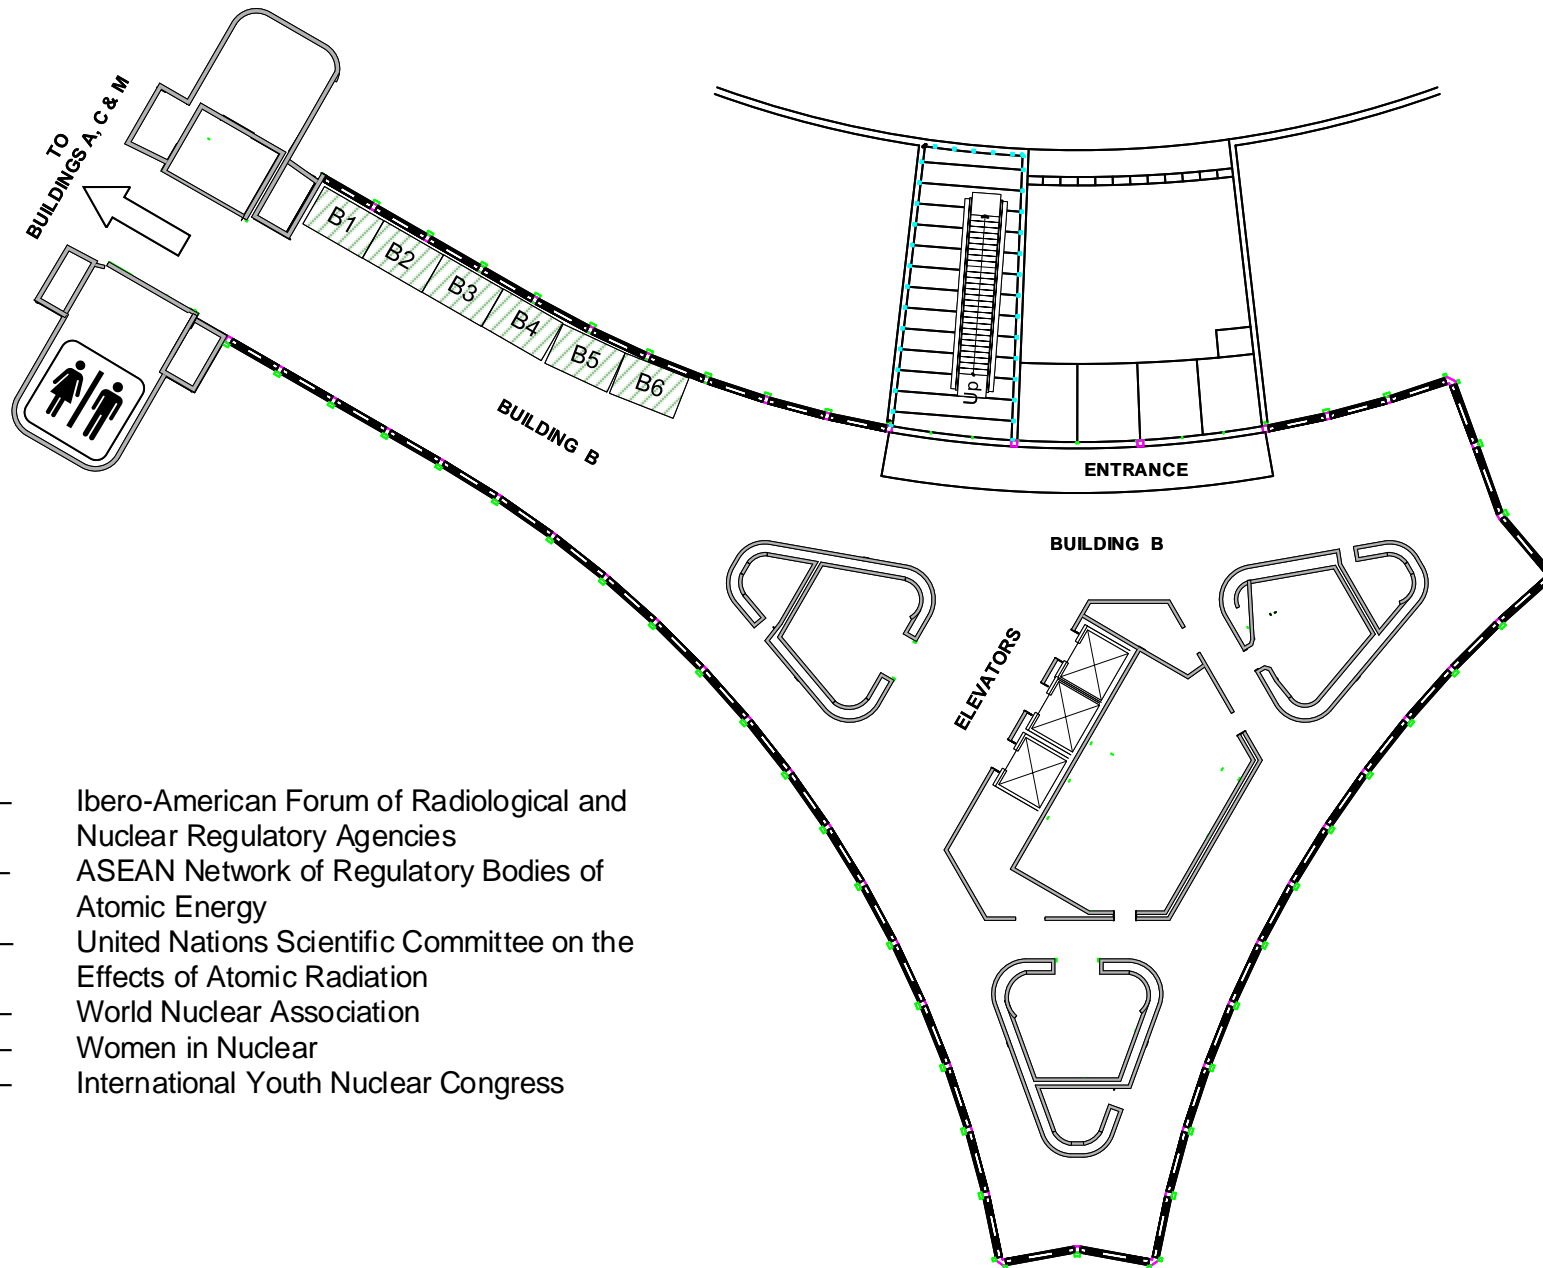 TO
BUILDINGS A, C & M
B1
B2
B3
B4
B5
B6
BUILDING B
Up
ENTRANCE
BUILDING B
ELEVATORS
– Ibero-American Forum of Radiological and
Nuclear Regulatory Agencies
– ASEAN Network of Regulatory Bodies of
Atomic Energy
– United Nations Scientific Committee on the
Effects of Atomic Radiation
– World Nuclear Association
– Women in Nuclear
– International Youth Nuclear Congress